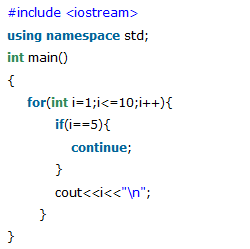 #include <iostream>
using namespace std;
int main()
{
for(int i=1;i<=10;i++){
if(i==5){
continue;
}
cout<<i<<"\n";
}
}